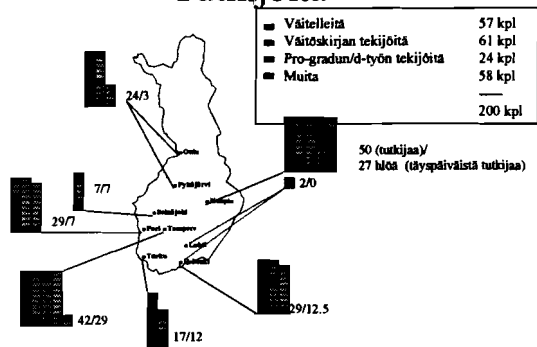 Väitelleitä 57 kpl
Väitöskirjan tekijöitä 61 kpl
Pro-gradun/d-työn tekijöitä 24 kpl
Muita 58 kpl
200 kpl
24/3
50 (tutkijaa)/
27 hlöä (täyspäiväistä tutkijaa)
Oulu
2/0
7/7
Pyhäjärvi
Kuopio
Seinäjoki
29/7
Pori Tampere
Lahti
Turku
Helsinki
29/12.5
42/29
17/12